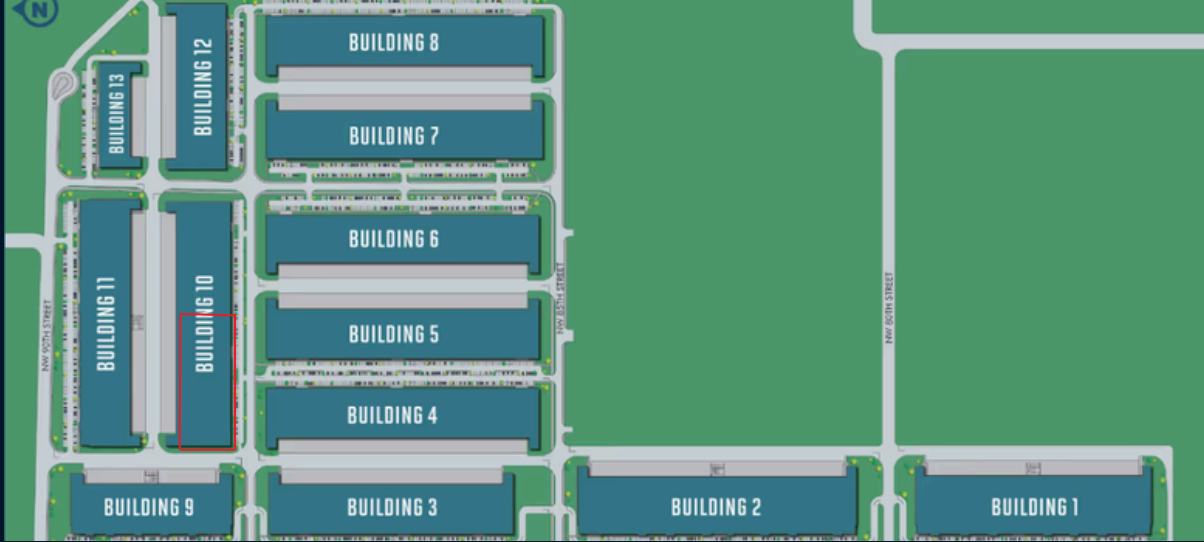 N
BUILDING 8
BUILDING 12
BUILDING 13
BUILDING 7
BUILDING 6
BUILDING 11
BUILDING 10
BUILDING 5
NW 90TH STREET
NW 85TH STREET
NW 80TH STREET
BUILDING 4
BUILDING 9
BUILDING 3
BUILDING 2
BUILDING 1